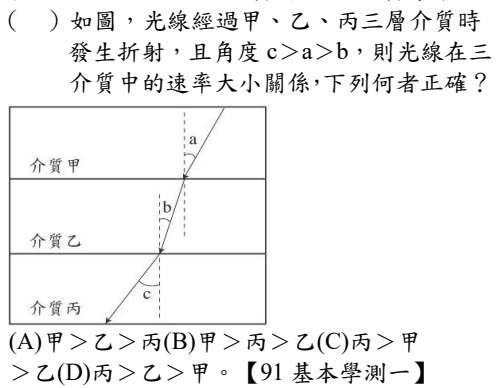 (　)如圖，光線經過甲、乙、丙三層介質時
發生折射，且角度 c＞a＞b，則光線在三
介質中的速率大小關係，下列何者正確？
a
介質甲
b
介質乙
c
介質丙
(A)甲＞乙＞丙(B)甲＞丙＞乙(C)丙＞甲
＞乙(D)丙＞乙＞甲。【91 基本學測一】